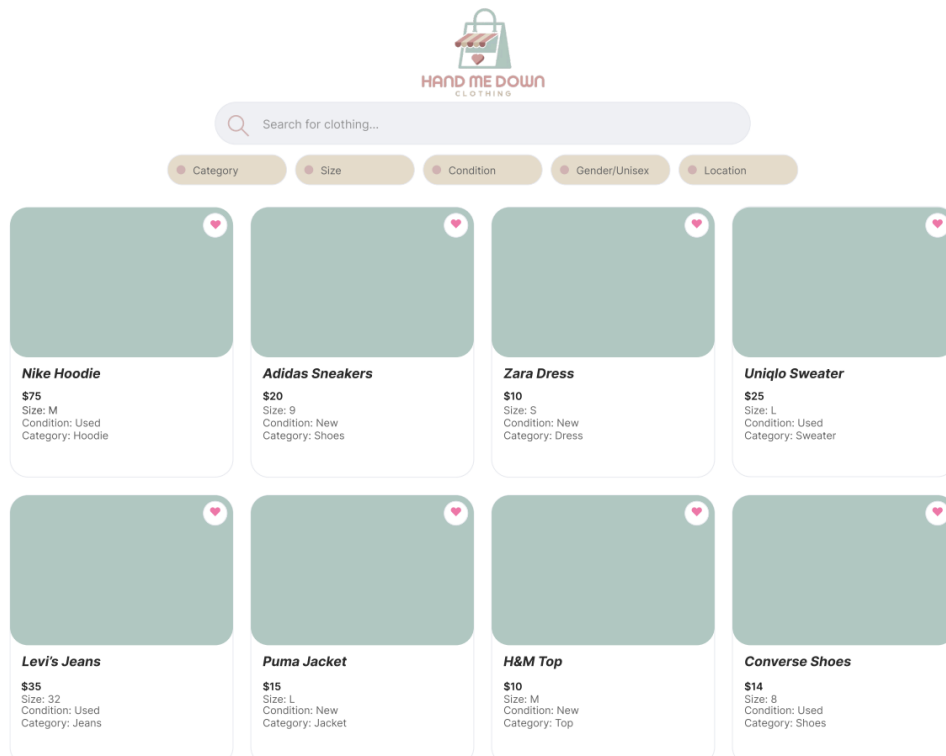 HAND ME DOWN
CLOTHING
Search for clothing...
Category
Size
Condition
Gender/Unisex
Location
Nike Hoodie
$75
Size: M
Condition: Used
Category: Hoodie
Adidas Sneakers
$20
Size: 9
Condition: New
Category: Shoes
Zara Dress
$10
Size: S
Condition: New
Category: Dress
Uniqlo Sweater
$25
Size: L
Condition: Used
Category: Sweater
Levi’s Jeans
$35
Size: 32
Condition: Used
Category: Jeans
Puma Jacket
$15
Size: L
Condition: New
Category: Jacket
H&M Top
$10
Size: M
Condition: New
Category: Top
Converse Shoes
$14
Size: 8
Condition: Used
Category: Shoes